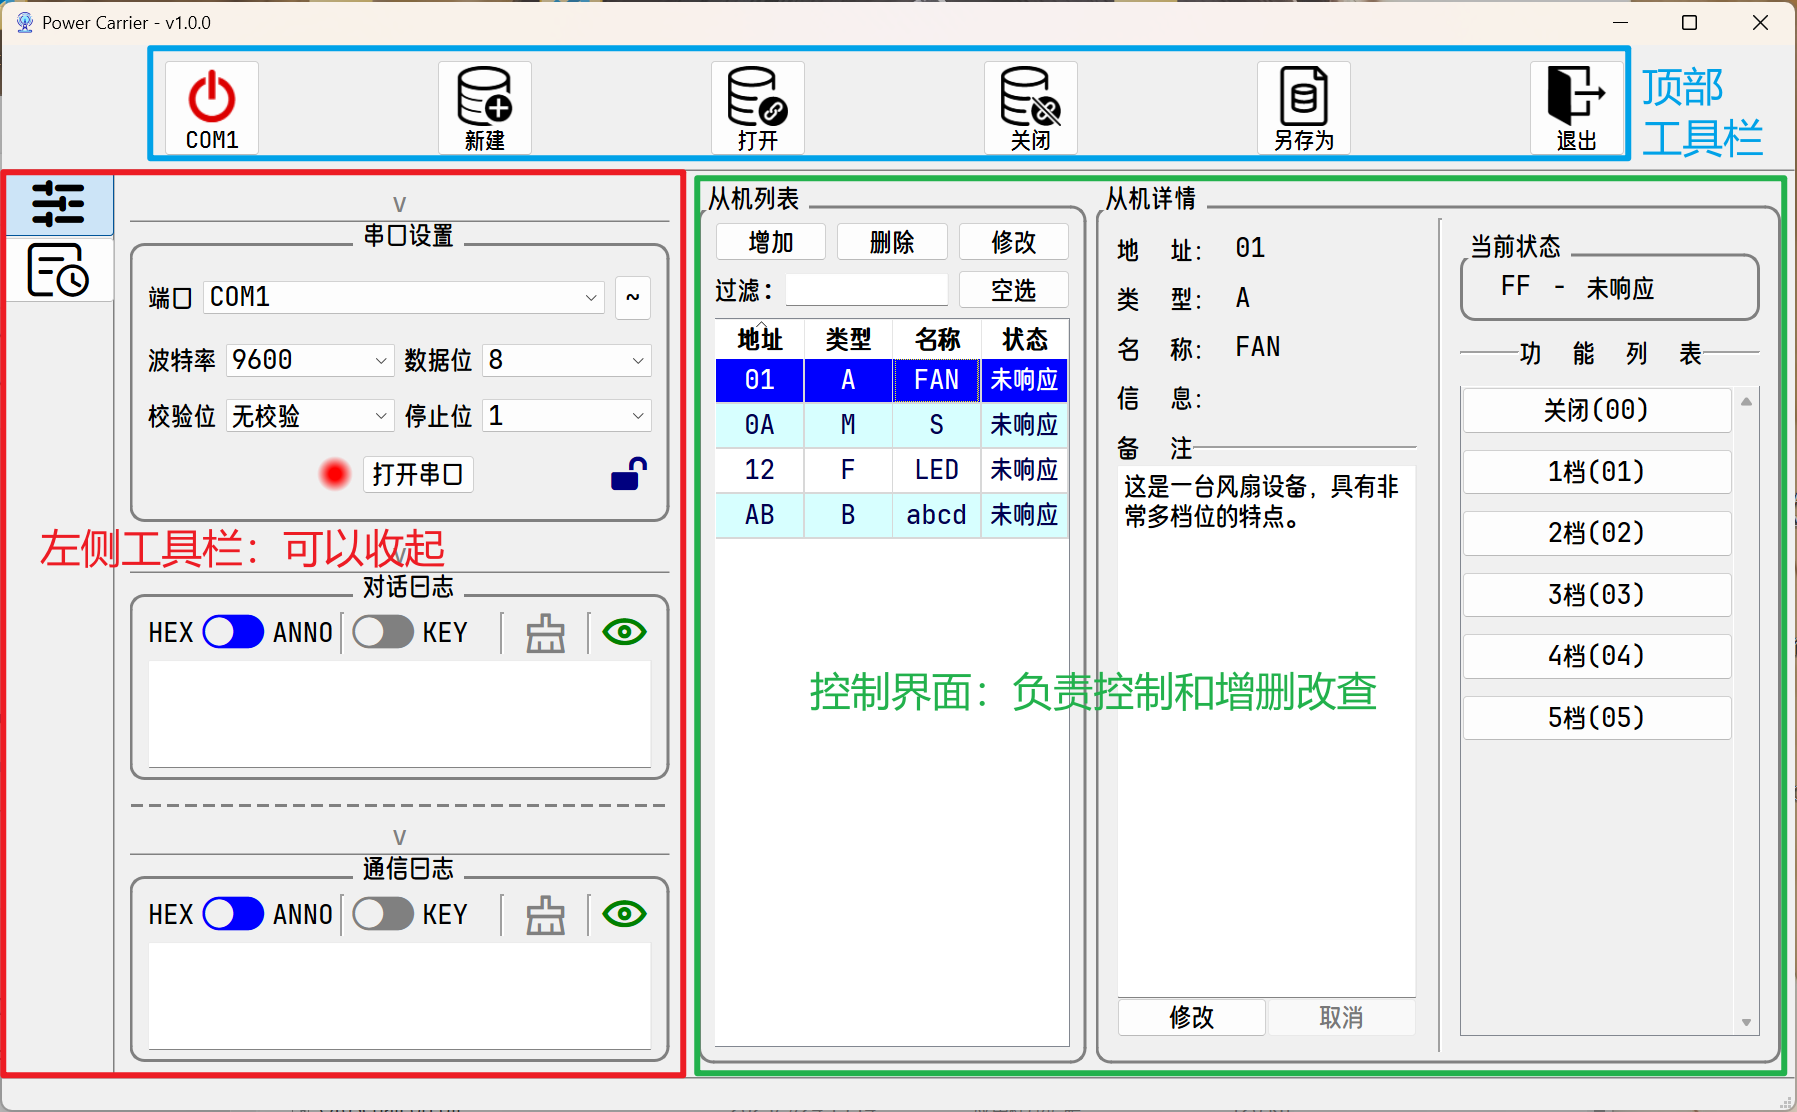 Power Carrier - v1.0.0
COM1
新建
打开
关闭
另存为
退出
顶部
工具栏
∨
串口设置
端口 COM1 ~
波特率 9600 数据位 8
校验位 无校验 停止位 1
打开串口
左侧工具栏：可以收起
∨
对话日志
HEX ANNO KEY
∨
通信日志
HEX ANNO KEY
从机列表
增加 删除 修改
过滤： 空选
地址 类型 名称 状态
01 A FAN 未响应
0A M S 未响应
12 F LED 未响应
AB B abcd 未响应
控制界面：负责控制和增删改查
从机详情
地 址： 01
类 型： A
名 称： FAN
信 息：
备 注
这是一台风扇设备，具有非
常多档位的特点。
修改 取消
当前状态
FF - 未响应
功 能 列 表
关闭(00)
1档(01)
2档(02)
3档(03)
4档(04)
5档(05)